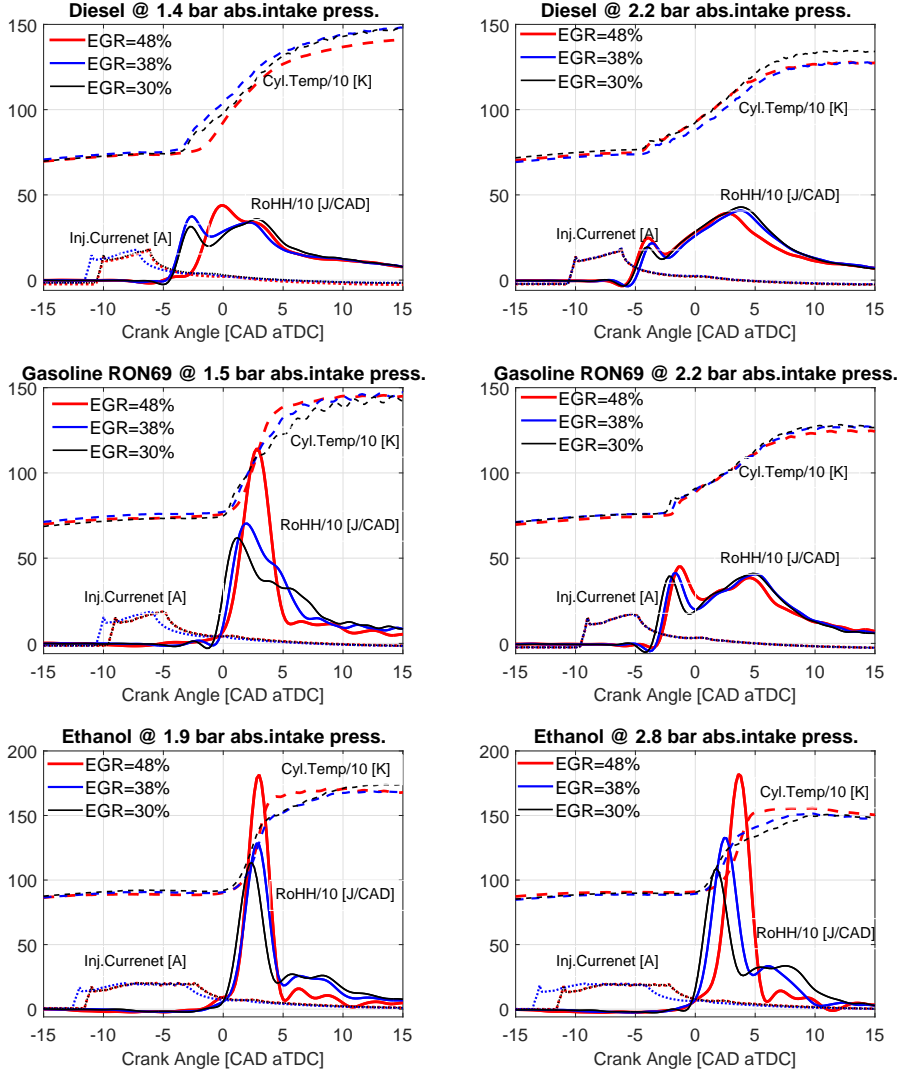 Diesel @ 1.4 bar abs.intake press.
150
100
50
0
EGR=48%
EGR=38%
EGR=30%
Cyl.Temp/10 [K]
RoHH/10 [J/CAD]
Inj.Currenet [A]
-15 -10 -5 0 5 10 15
Crank Angle [CAD aTDC]
Diesel @ 2.2 bar abs.intake press.
150
100
50
0
EGR=48%
EGR=38%
EGR=30%
Cyl.Temp/10 [K]
RoHH/10 [J/CAD]
Inj.Currenet [A]
-15 -10 -5 0 5 10 15
Crank Angle [CAD aTDC]
Gasoline RON69 @ 1.5 bar abs.intake press.
150
100
50
0
EGR=48%
EGR=38%
EGR=30%
Cyl.Temp/10 [K]
RoHH/10 [J/CAD]
Inj.Currenet [A]
-15 -10 -5 0 5 10 15
Crank Angle [CAD aTDC]
Gasoline RON69 @ 2.2 bar abs.intake press.
150
100
50
0
EGR=48%
EGR=38%
EGR=30%
Cyl.Temp/10 [K]
RoHH/10 [J/CAD]
Inj.Currenet [A]
-15 -10 -5 0 5 10 15
Crank Angle [CAD aTDC]
Ethanol @ 1.9 bar abs.intake press.
200
150
100
50
0
EGR=48%
EGR=38%
EGR=30%
Cyl.Temp/10 [K]
RoHH/10 [J/CAD]
Inj.Currenet [A]
-15 -10 -5 0 5 10 15
Crank Angle [CAD aTDC]
Ethanol @ 2.8 bar abs.intake press.
200
150
100
50
0
EGR=48%
EGR=38%
EGR=30%
Cyl.Temp/10 [K]
RoHH/10 [J/CAD]
Inj.Currenet [A]
-15 -10 -5 0 5 10 15
Crank Angle [CAD aTDC]